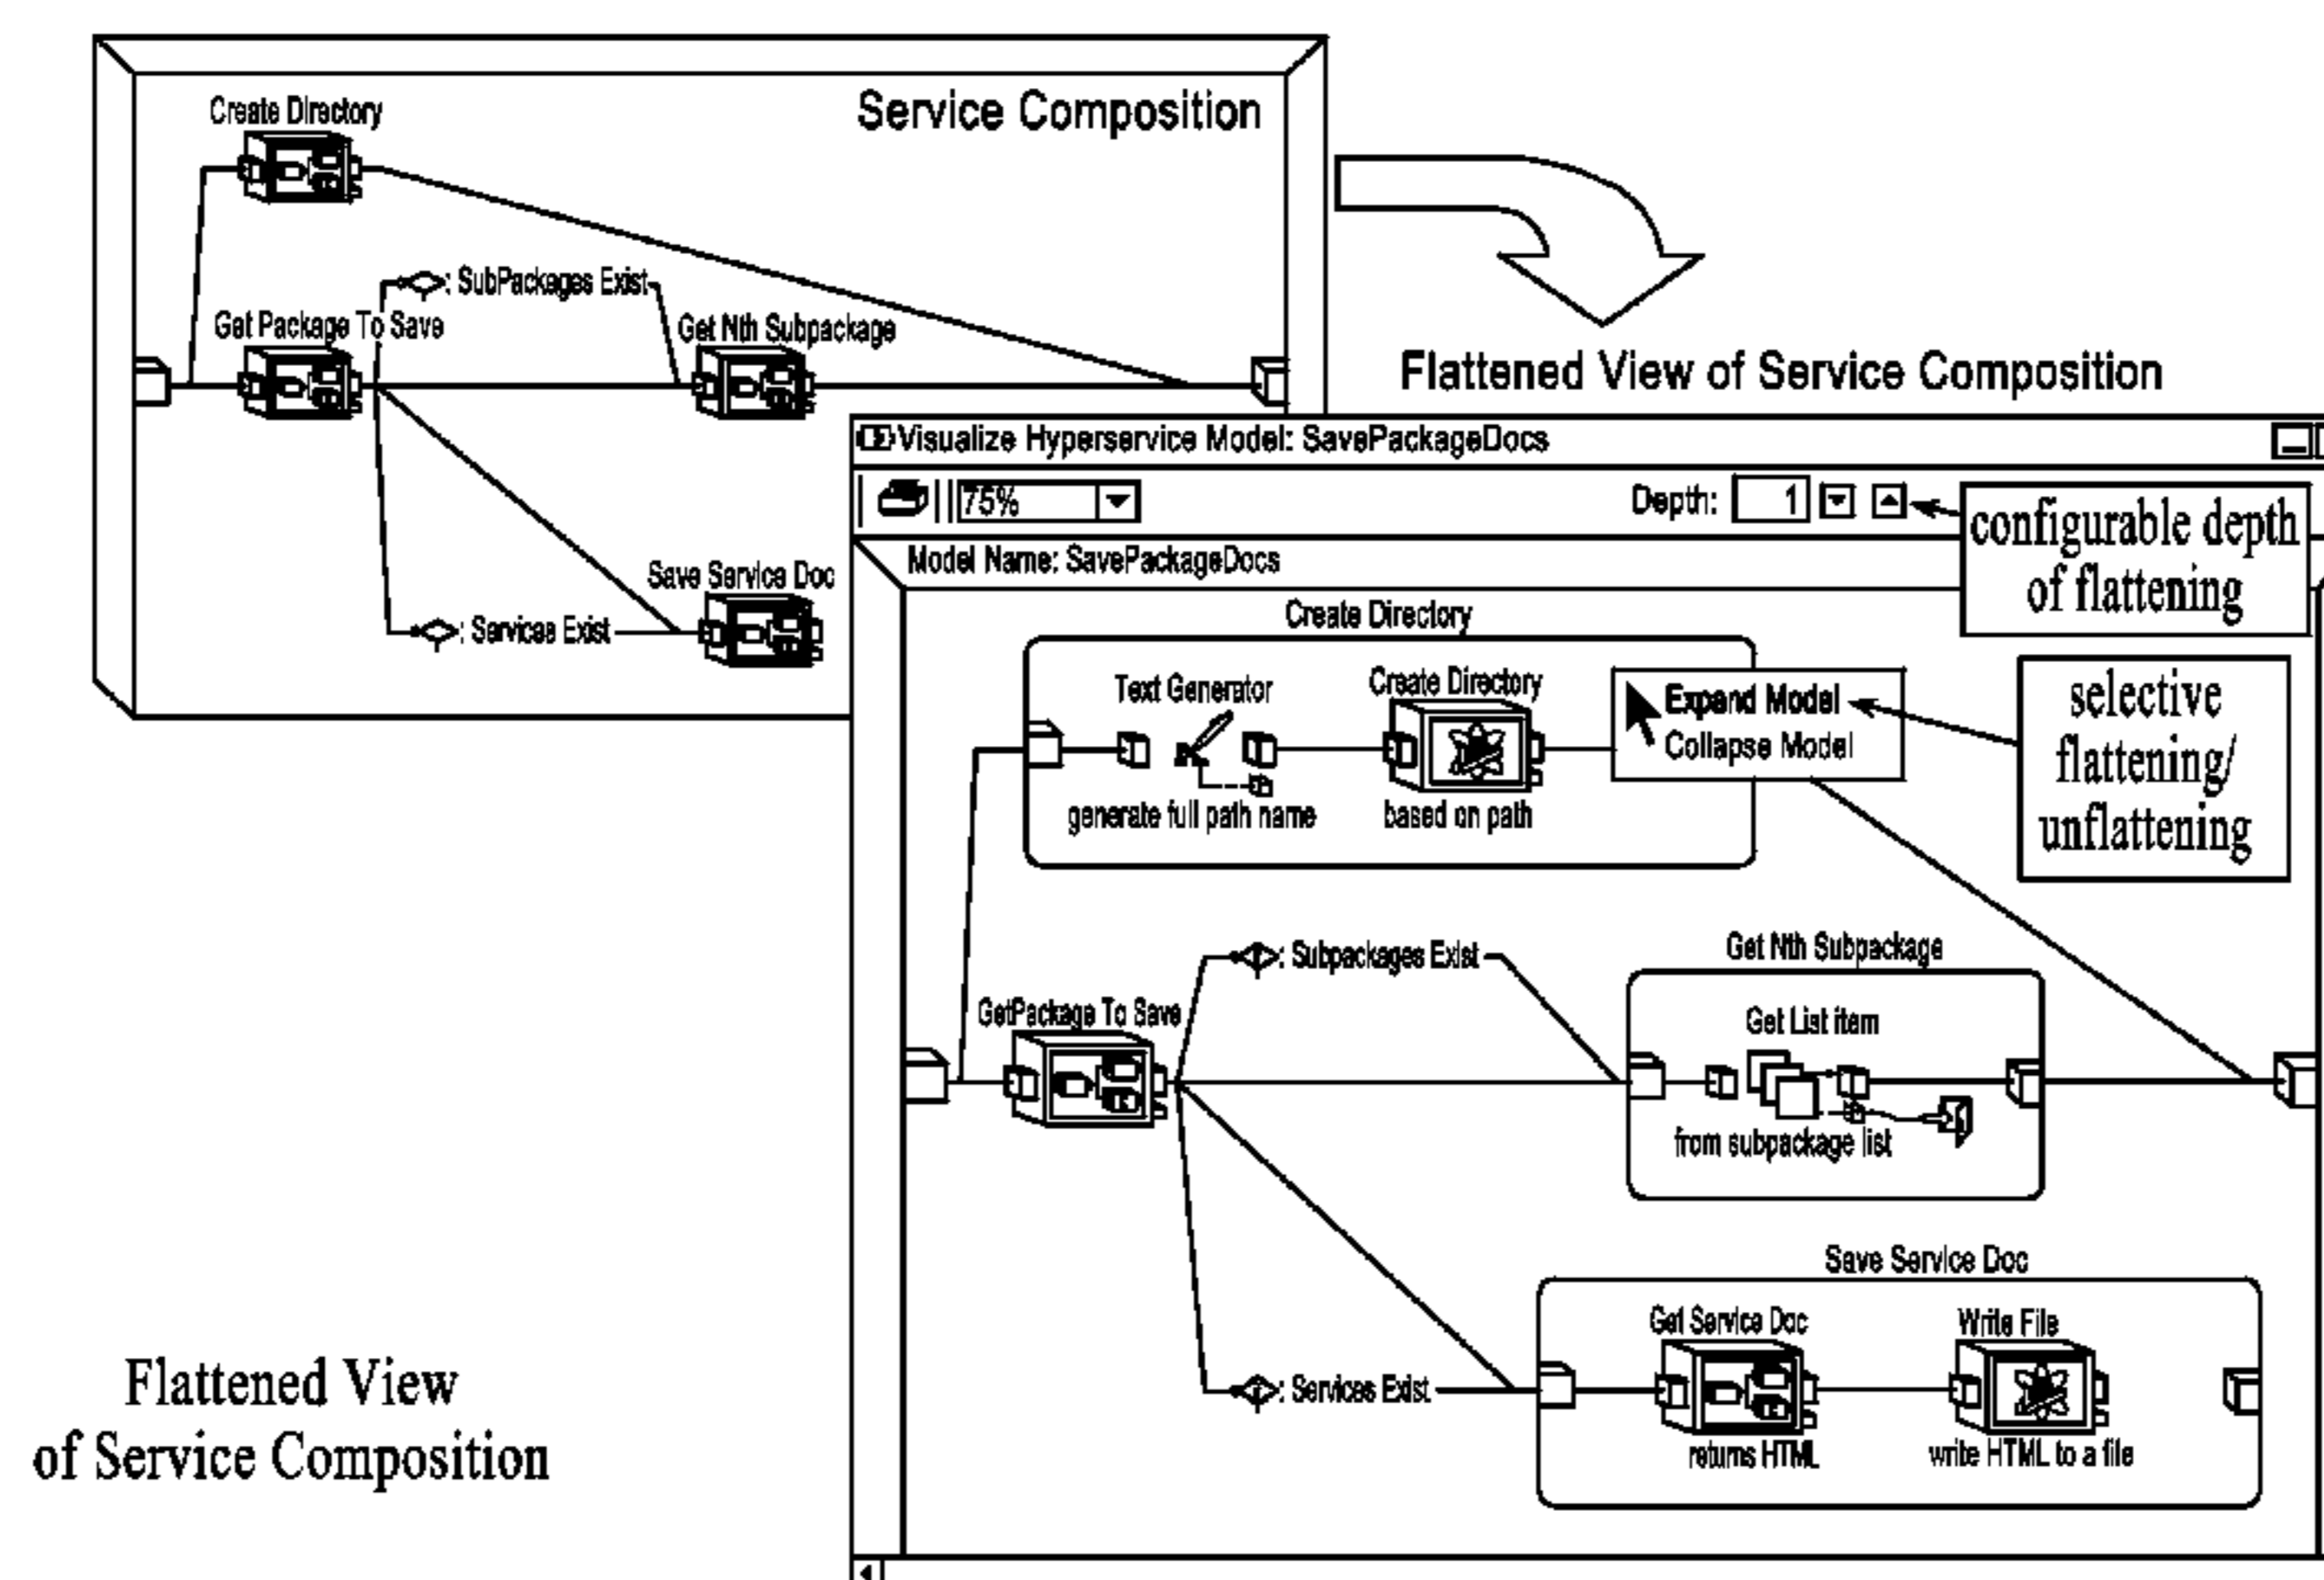 Service Composition
Create Directory
: SubPackages Exist
Get Package To Save
Get Nth Subpackage
Save Service Doc
: Services Exist
Flattened View of Service Composition
Visualize Hyperservice Model: SavePackageDocs
75%
Depth: 1
configurable depth
of flattening
Model Name: SavePackageDocs
Create Directory
Text Generator
Create Directory
generate full path name
based on path
Expand Model
Collapse Model
selective
flattening/
unflattening
: Subpackages Exist
Get Nth Subpackage
GetPackage To Save
Get List item
from subpackage list
Save Service Doc
Get Service Doc
Write File
: Services Exist
returns HTML
write HTML to a file
Flattened View
of Service Composition